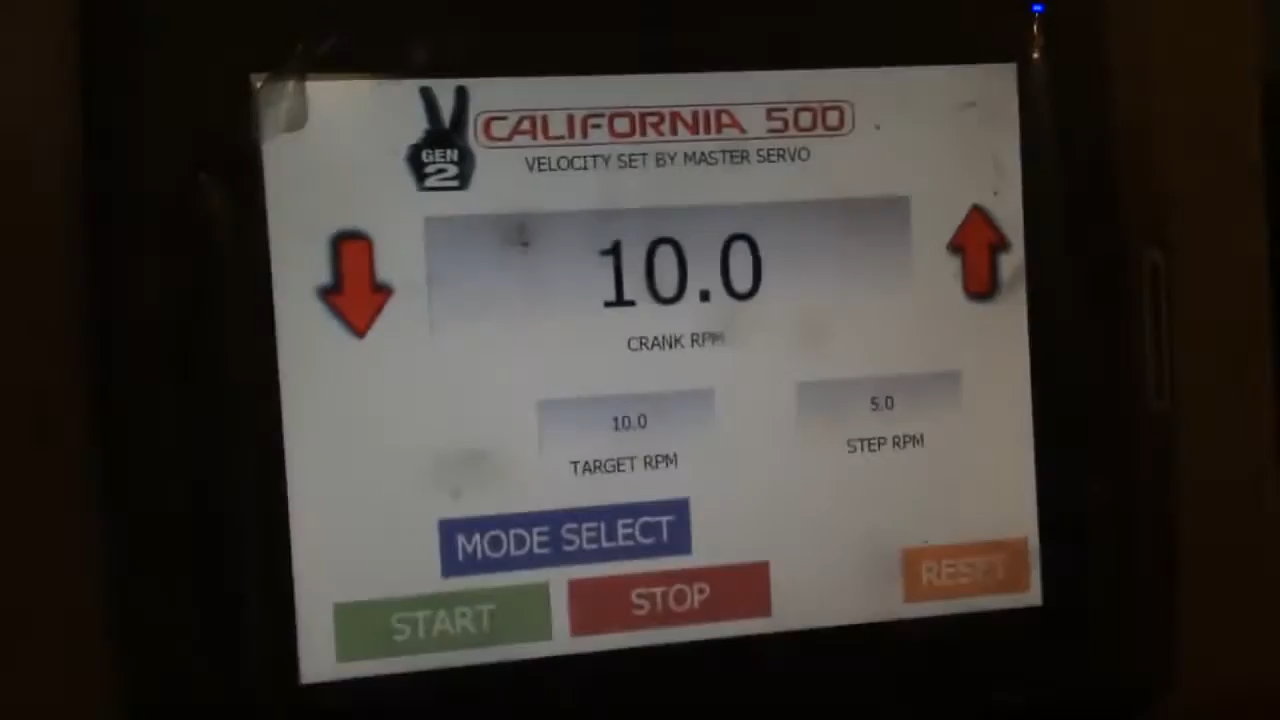 CALIFORNIA 500
GEN
2
VELOCITY SET BY MASTER SERVO
10.0
CRANK RPM
10.0
5.0
TARGET RPM
STEP RPM
MODE SELECT
START
STOP
RESET